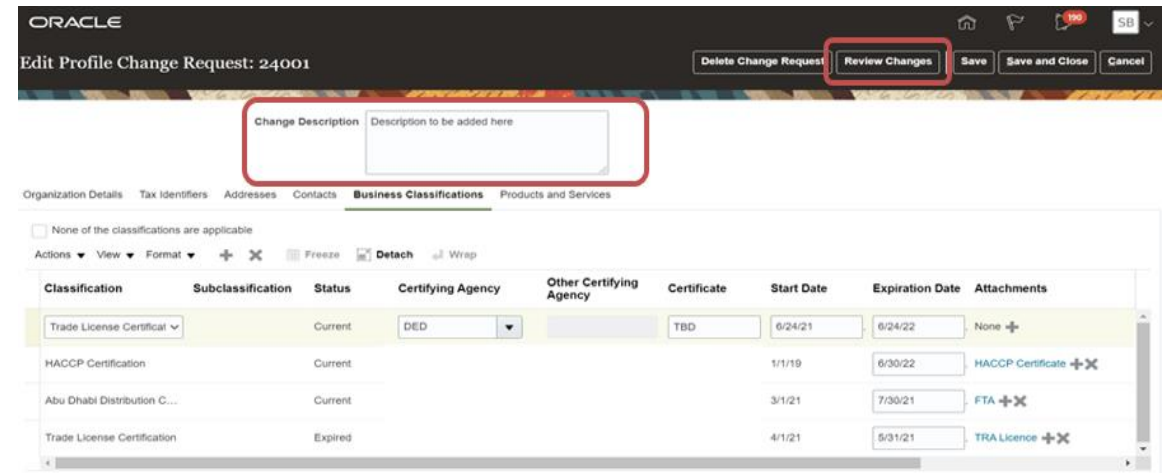 ORACLE
190
SB
Edit Profile Change Request: 24001
Delete Change Request
Review Changes
Save
Save and Close
Cancel
Change Description
Description to be added here
Organization Details Tax Identifiers Addresses Contacts Business Classifications Products and Services
None of the classifications are applicable
Actions View Format Freeze Detach Wrap
Classification Subclassification Status Certifying Agency Other Certifying Agency Certificate Start Date Expiration Date Attachments
Trade License Certificat Current DED TBD 6/24/21 6/24/22 None
HACCP Certification Current 1/1/19 6/30/22 HACCP Certificate
Abu Dhabi Distribution C... Current 3/1/21 7/30/21 FTA
Trade License Certification Expired 4/1/21 5/31/21 TRA Licence